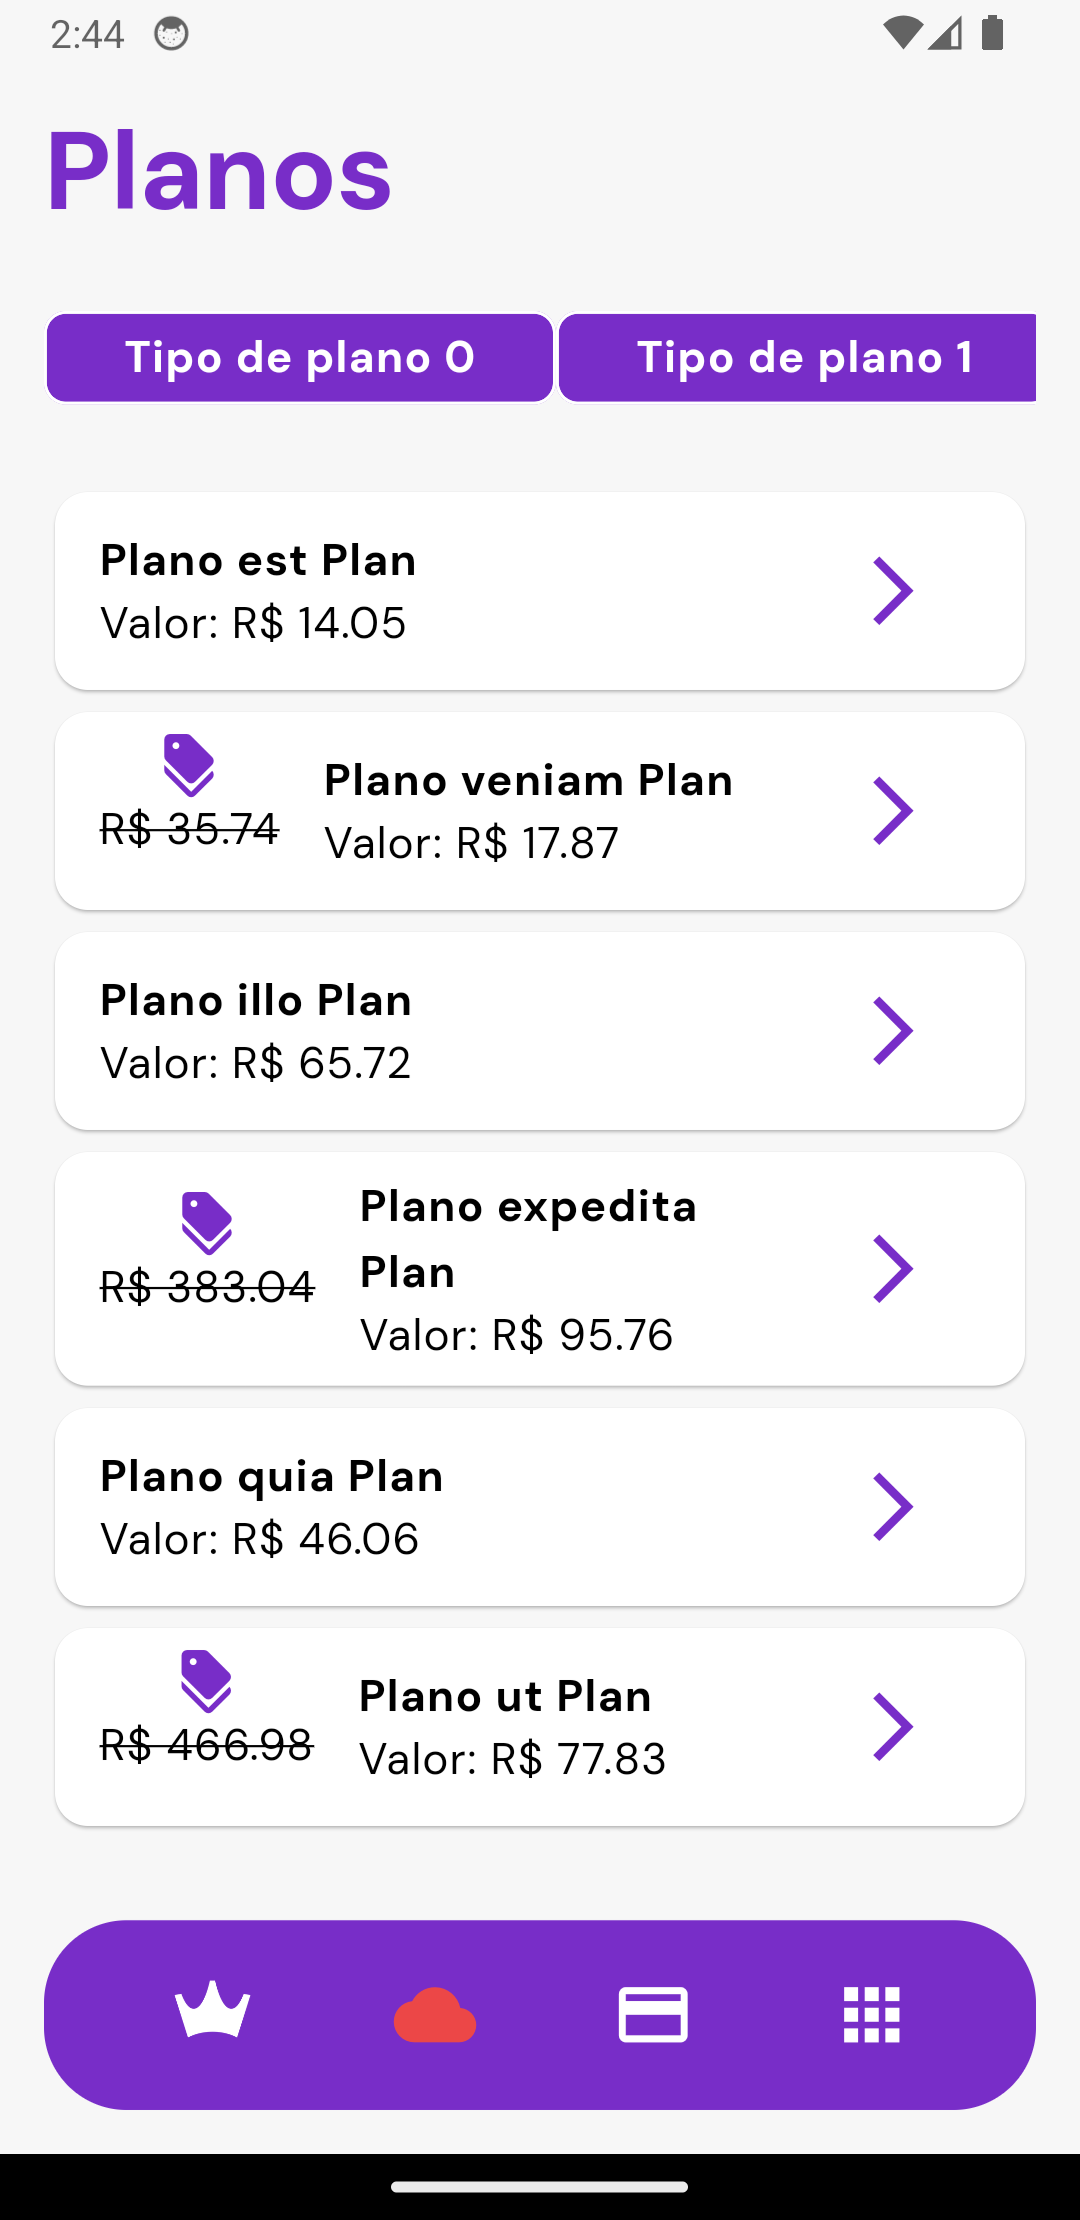 2:44
Planos
Tipo de plano 0
Tipo de plano 1
Plano est Plan
Valor: R$ 14.05
R$ 35.74
Plano veniam Plan
Valor: R$ 17.87
Plano illo Plan
Valor: R$ 65.72
R$ 383.04
Plano expedita
Plan
Valor: R$ 95.76
Plano quia Plan
Valor: R$ 46.06
R$ 466.98
Plano ut Plan
Valor: R$ 77.83